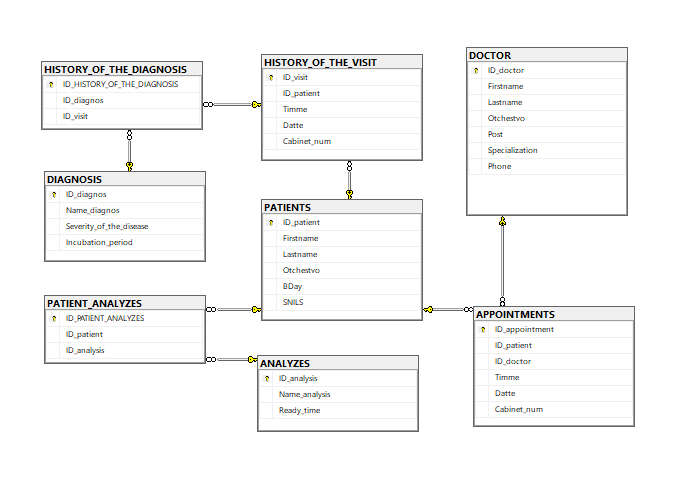 HISTORY_OF_THE_DIAGNOSIS
ID_HISTORY_OF_THE_DIAGNOSIS
ID_diagnos
ID_visit
HISTORY_OF_THE_VISIT
ID_visit
ID_patient
Timme
Datte
Cabinet_num
DOCTOR
ID_doctor
Firstname
Lastname
Otchestvo
Post
Specialization
Phone
DIAGNOSIS
ID_diagnos
Name_diagnos
Severity_of_the_disease
Incubation_period
PATIENTS
ID_patient
Firstname
Lastname
Otchestvo
BDay
SNILS
PATIENT_ANALYZES
ID_PATIENT_ANALYZES
ID_patient
ID_analysis
ANALYZES
ID_analysis
Name_analysis
Ready_time
APPOINTMENTS
ID_appointment
ID_patient
ID_doctor
Timme
Datte
Cabinet_num